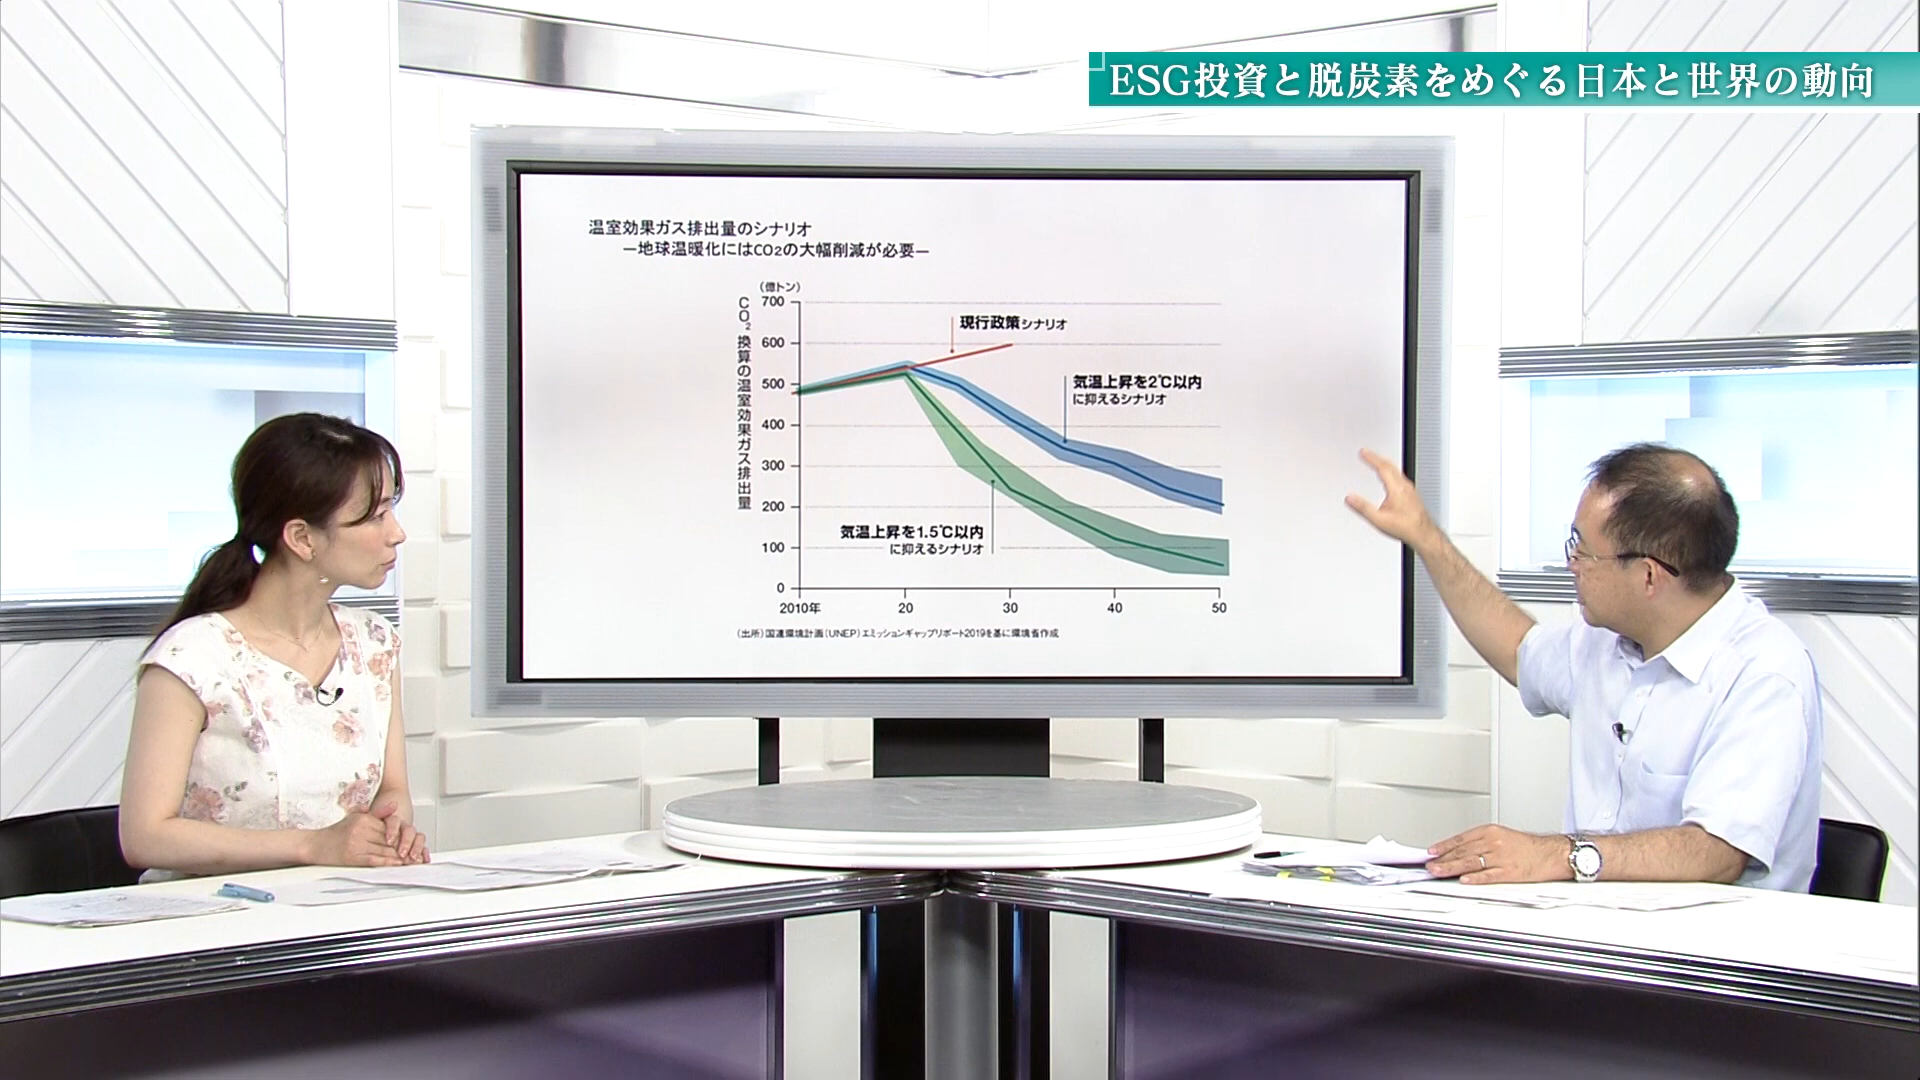 ESG投資と脱炭素をめぐる日本と世界の動向
温室効果ガス排出量のシナリオ
―地球温暖化にはCO2の大幅削減が必要―
(億トン)
CO2換算の温室効果ガス排出量
700
600
500
400
300
200
100
0
現行政策シナリオ
気温上昇を2℃以内
に抑えるシナリオ
気温上昇を1.5℃以内
に抑えるシナリオ
2010年 20 30 40 50
(出所)国連環境計画(UNEP)エミッションギャップリポート2019を基に環境省作成